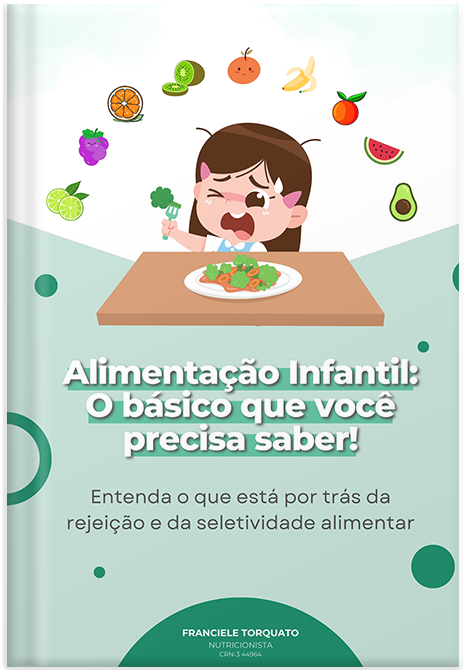 Alimentação Infantil:
O básico que você
precisa saber!
Entenda o que está por trás da
rejeição e da seletividade alimentar
FRANCIELE TORQUATO
NUTRICIONISTA
CRN-3 44964